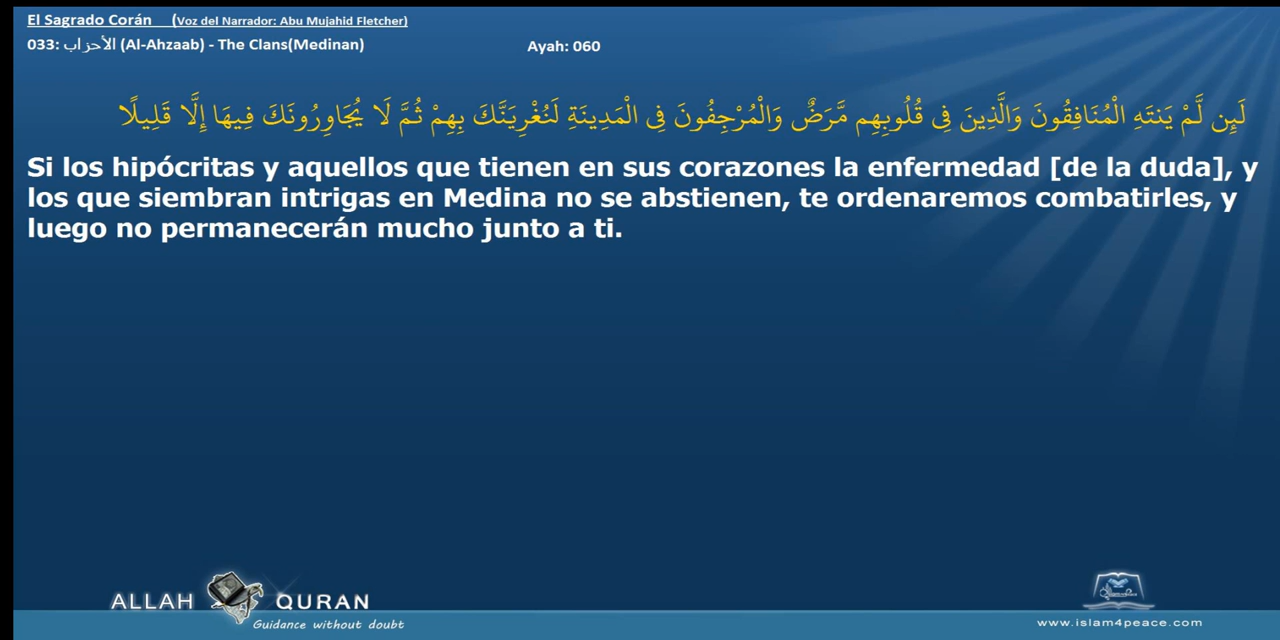 El Sagrado Corán (Voz del Narrador: Abu Mujahid Fletcher)
033: الأحزاب (Al-Ahzaab) - The Clans(Medinan) Ayah: 060
لَئِن لَّمْ يَنتَهِ الْمُنَافِقُونَ وَالَّذِينَ فِى قُلُوبِهِم مَّرَضٌ وَالْمُرْجِفُونَ فِى الْمَدِينَةِ لَنُغْرِيَنَّكَ بِهِمْ ثُمَّ لَا يُجَاوِرُونَكَ فِيهَا إِلَّا قَلِيلًا
Si los hipócritas y aquellos que tienen en sus corazones la enfermedad [de la duda], y
los que siembran intrigas en Medina no se abstienen, te ordenaremos combatirles, y
luego no permanecerán mucho junto a ti.
ALLAH QURAN
Guidance without doubt
www.islam4peace.com